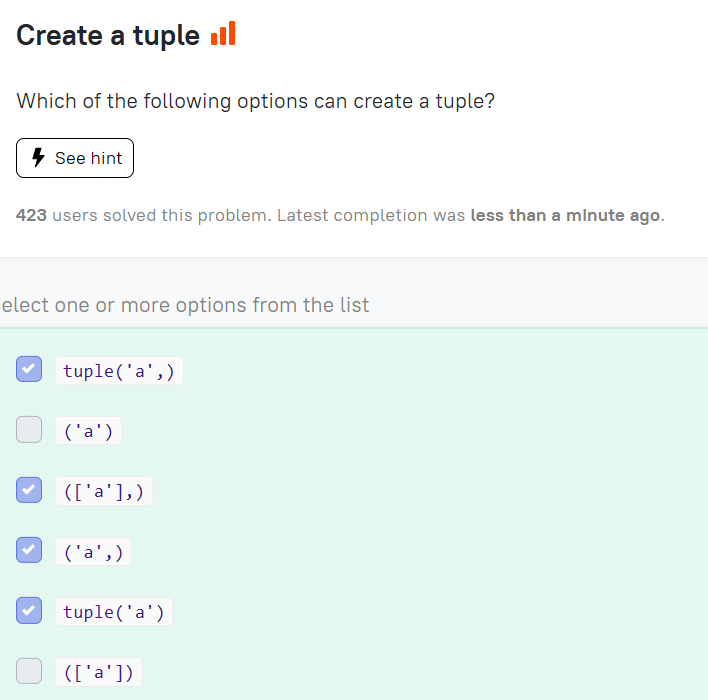 Create a tuple
Which of the following options can create a tuple?
See hint
423 users solved this problem. Latest completion was less than a minute ago.
elect one or more options from the list
tuple('a',)
('a')
(['a'],)
('a',)
tuple('a')
(['a'])